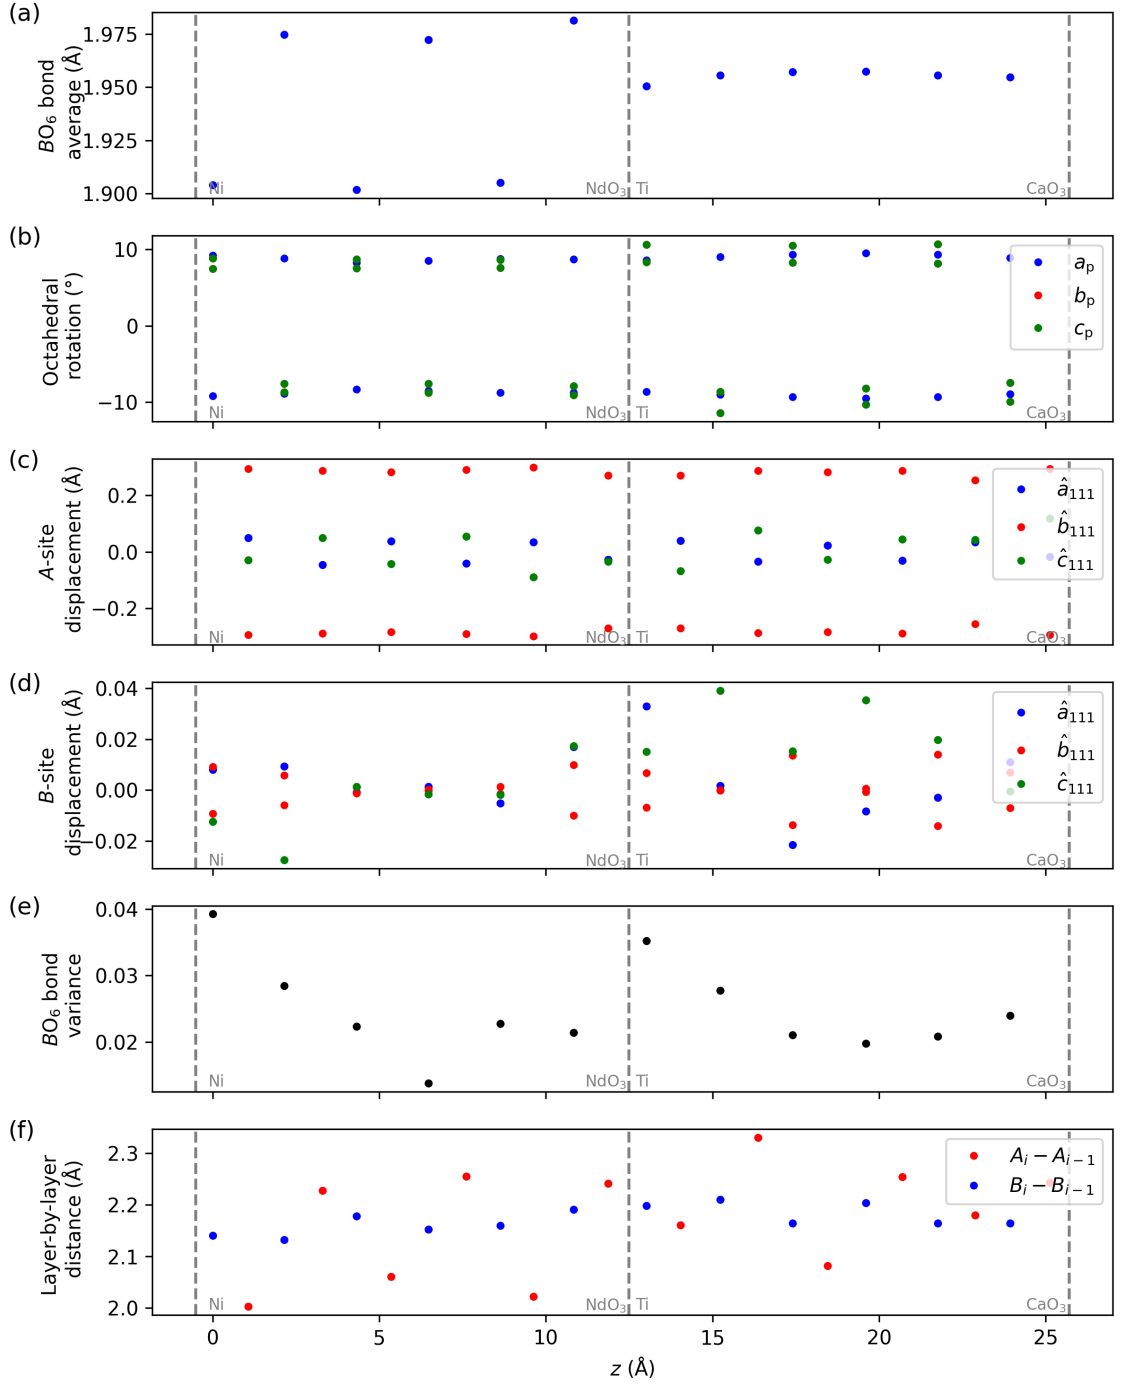 (a)
BO₆ bond
average (Å)
1.975
1.950
1.925
1.900
Ni
NdO₃
Ti
CaO₃
(b)
Octahedral
rotation (°)
10
0
−10
Ni
NdO₃
Ti
CaO₃
aₚ
bₚ
cₚ
(c)
A-site
displacement (Å)
0.2
0.0
−0.2
Ni
NdO₃
Ti
CaO₃
â₁₁₁
b̂₁₁₁
ĉ₁₁₁
(d)
B-site
displacement (Å)
0.04
0.02
0.00
−0.02
Ni
NdO₃
Ti
CaO₃
â₁₁₁
b̂₁₁₁
ĉ₁₁₁
(e)
BO₆ bond
variance
0.04
0.03
0.02
Ni
NdO₃
Ti
(f)
Layer-by-layer
distance (Å)
2.3
2.2
2.1
2.0
Ni
NdO₃
Ti
CaO₃
Aᵢ − Aᵢ₋₁
Bᵢ − Bᵢ₋₁
0
5
10
15
20
25
z (Å)